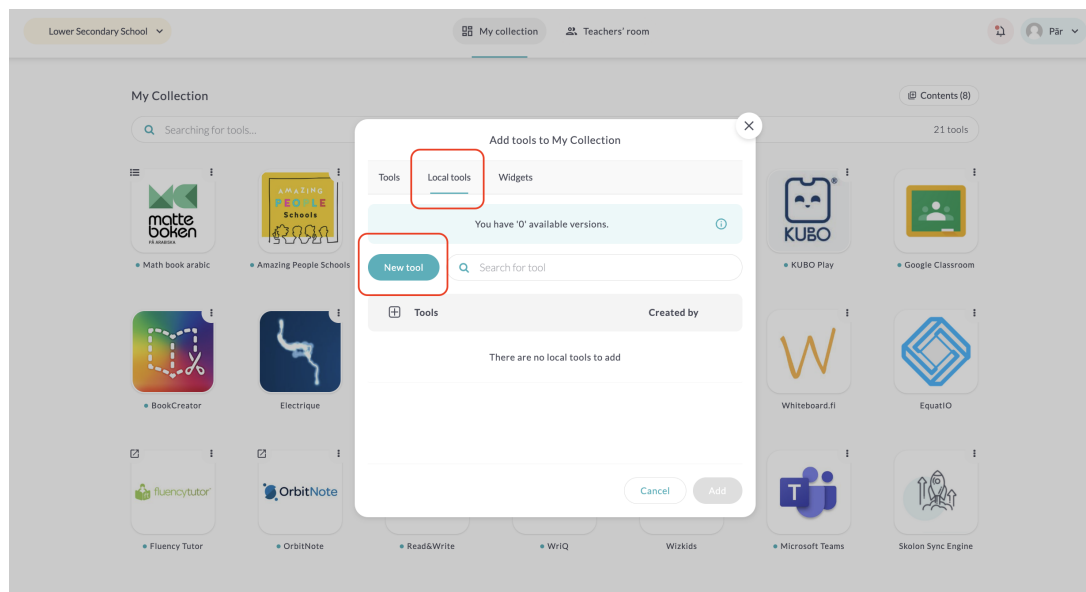 Lower Secondary School
My collection
Teachers' room
Pär
My Collection
Contents (8)
Searching for tools...
21 tools
Add tools to My Collection
Tools
Local tools
Widgets
You have '0' available versions.
New tool
Search for tool
Tools
Created by
There are no local tools to add
Cancel
Add
matte
boken
PÅ ARABISKA
Math book arabic
AMAZING
PEOPLE
Schools
Amazing People Schools
KUBO
KUBO Play
Google Classroom
BookCreator
Electrique
Whiteboard.fi
EquatIO
fluencytutor
Fluency Tutor
OrbitNote
OrbitNote
Read&Write
WriQ
Wizkids
T
Microsoft Teams
Skolon Sync Engine